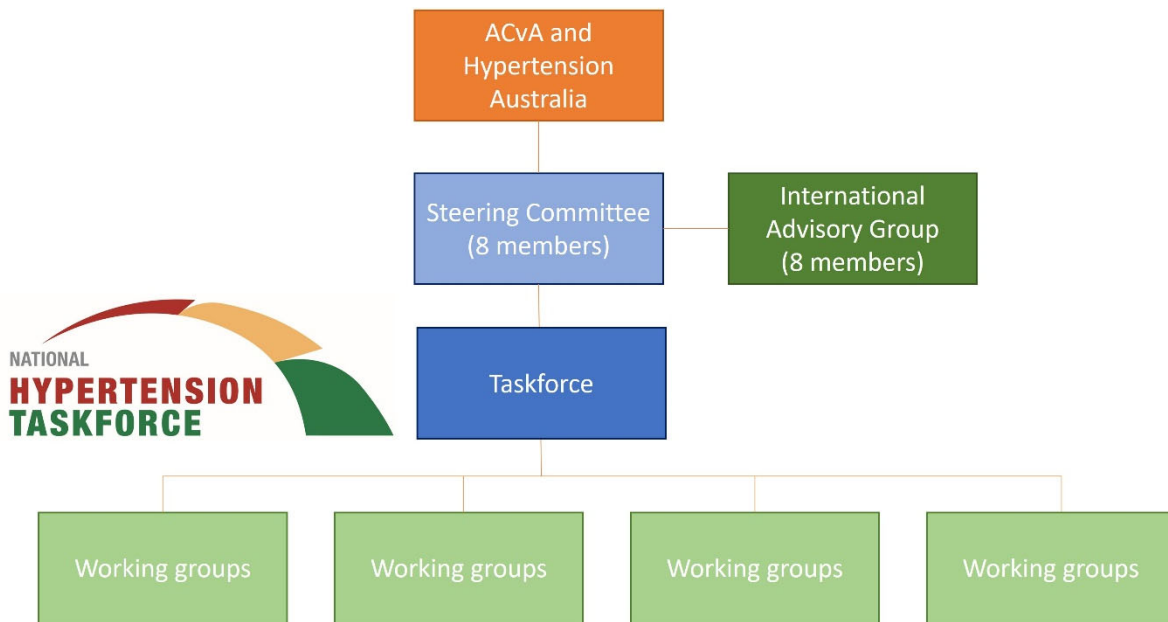 ACvA and
Hypertension
Australia
Steering Committee
(8 members)
International
Advisory Group
(8 members)
NATIONAL
HYPERTENSION
TASKFORCE
Taskforce
Working groups
Working groups
Working groups
Working groups